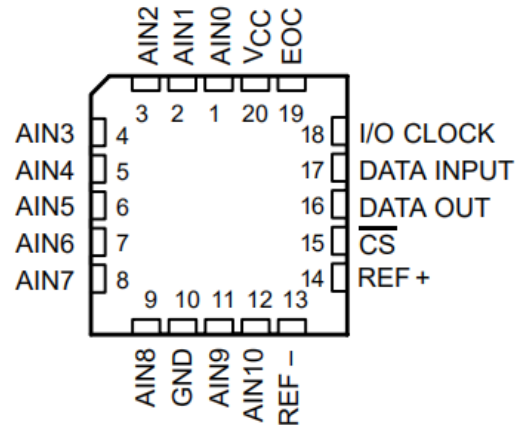 AIN2 AIN1 AIN0 VCC EOC
3 2 1 20 19
AIN3 4 18 I/O CLOCK
AIN4 5 17 DATA INPUT
AIN5 6 16 DATA OUT
AIN6 7 15 C̅S̅
AIN7 8 14 REF +
9 10 11 12 13
AIN8 GND AIN9 AIN10 REF –